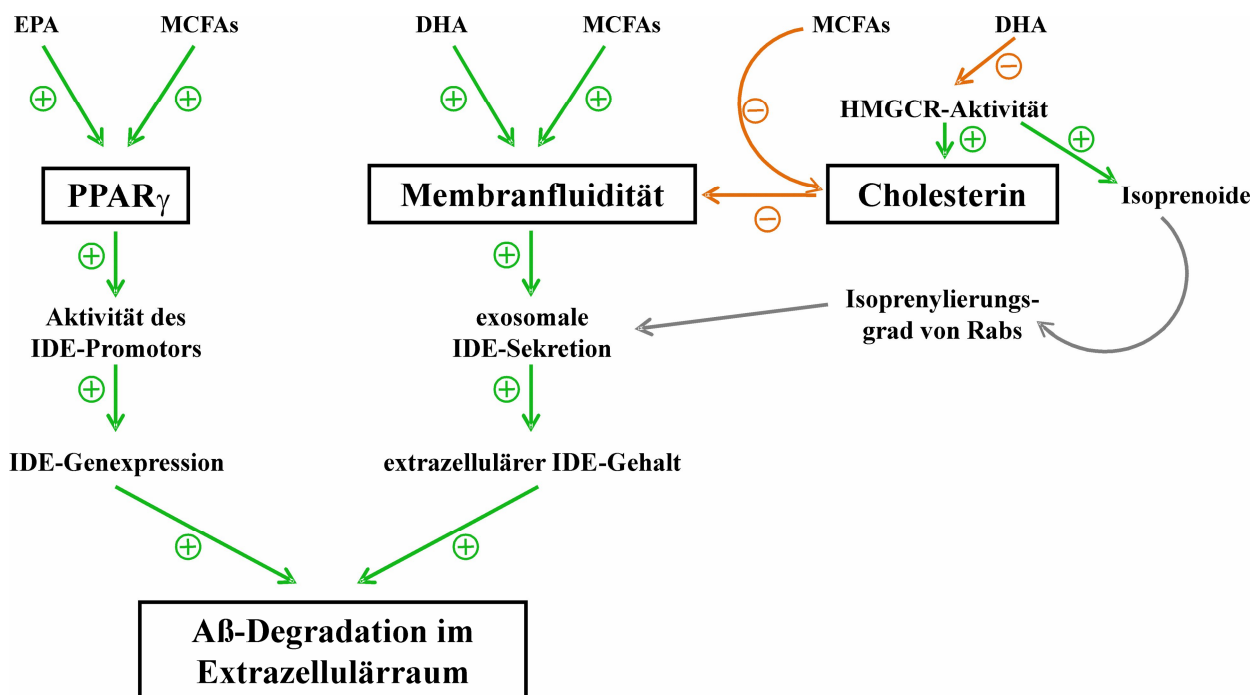 EPA
MCFAs
DHA
MCFAs
MCFAs
DHA
HMGCR-Aktivität
PPARγ
Membranfluidität
Cholesterin
Isoprenoide
Aktivität des
IDE-Promotors
exosomale
IDE-Sekretion
Isoprenylierungs-
grad von Rabs
IDE-Genexpression
extrazellulärer IDE-Gehalt
Aß-Degradation im
Extrazellulärraum